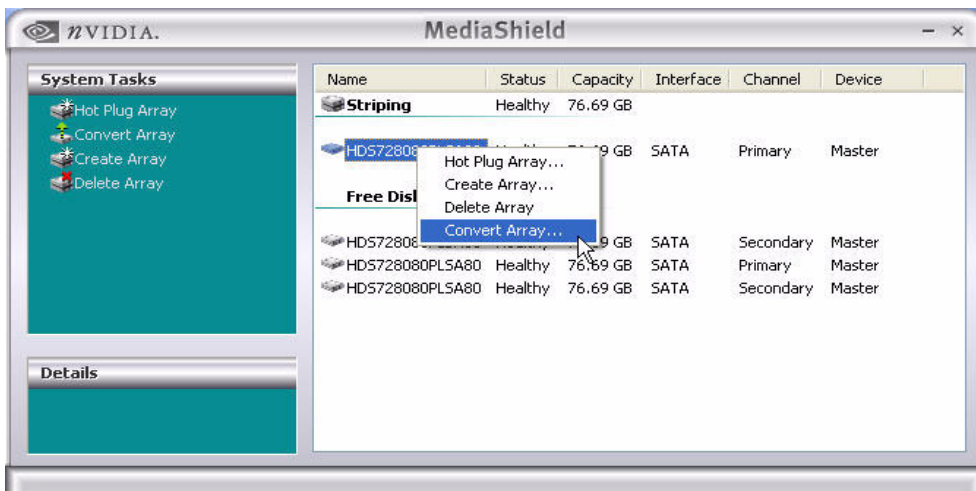 nVIDIA. MediaShield
System Tasks
Hot Plug Array
Convert Array
Create Array
Delete Array
Details
Name Status Capacity Interface Channel Device
Striping Healthy 76.69 GB
SATA Primary Master
Free
SATA Secondary Master
HDS728080PLSA80 Healthy 76.69 GB SATA Primary Master
HDS728080PLSA80 Healthy 76.69 GB SATA Secondary Master
Hot Plug Array...
Create Array...
Delete Array
Convert Array...